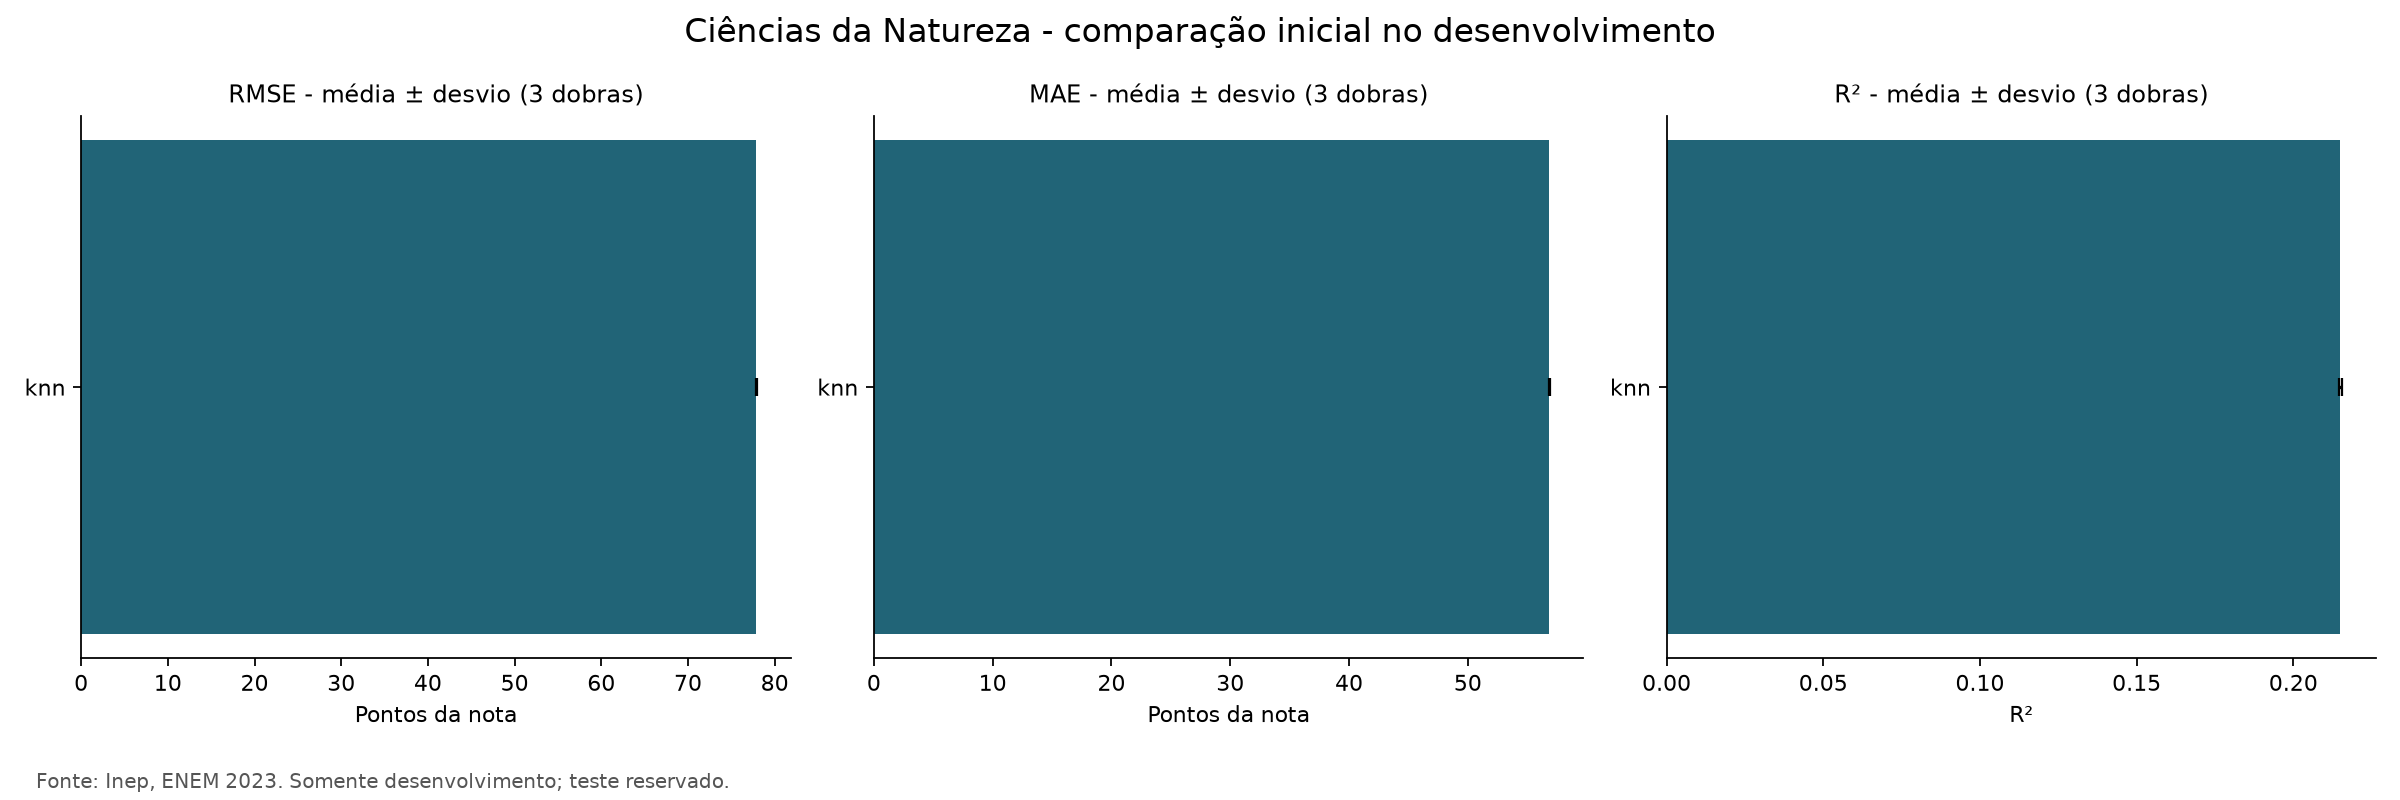 Ciências da Natureza - comparação inicial no desenvolvimento
RMSE - média ± desvio (3 dobras)
knn
0 10 20 30 40 50 60 70 80
Pontos da nota
MAE - média ± desvio (3 dobras)
knn
0 10 20 30 40 50
Pontos da nota
R² - média ± desvio (3 dobras)
knn
0.00 0.05 0.10 0.15 0.20
R²
Fonte: Inep, ENEM 2023. Somente desenvolvimento; teste reservado.